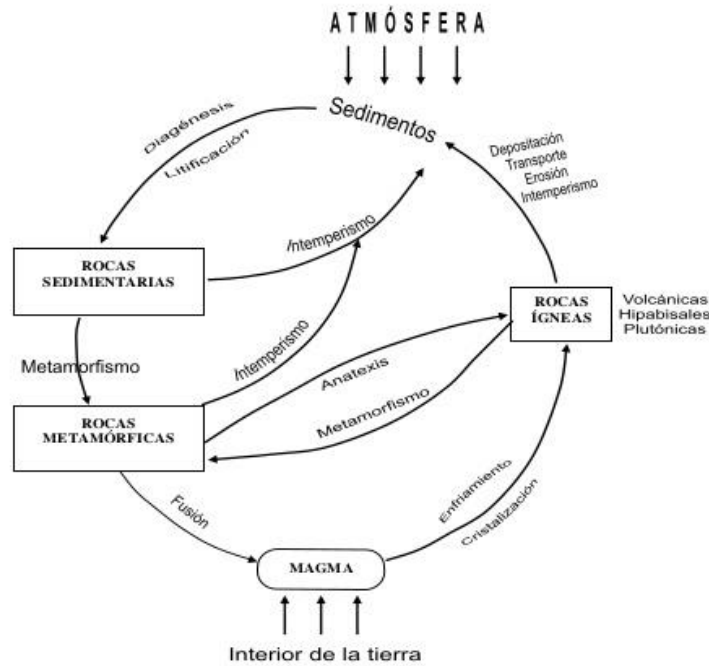 ATMÓSFERA
Sedimentos
Diagénesis
Litificación
Depositación
Transporte
Erosión
Intemperismo
Intemperismo
ROCAS
SEDIMENTARIAS
ROCAS
ÍGNEAS
Volcánicas
Hipabisales
Plutónicas
Intemperismo
Anatexis
Metamorfismo
Metamorfismo
ROCAS
METAMÓRFICAS
Fusión
Enfriamiento
Cristalización
MAGMA
Interior de la tierra